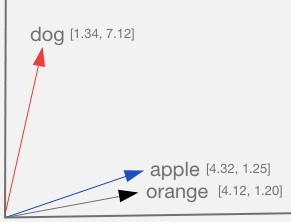 dog [1.34, 7.12]
apple [4.32, 1.25]
orange [4.12, 1.20]